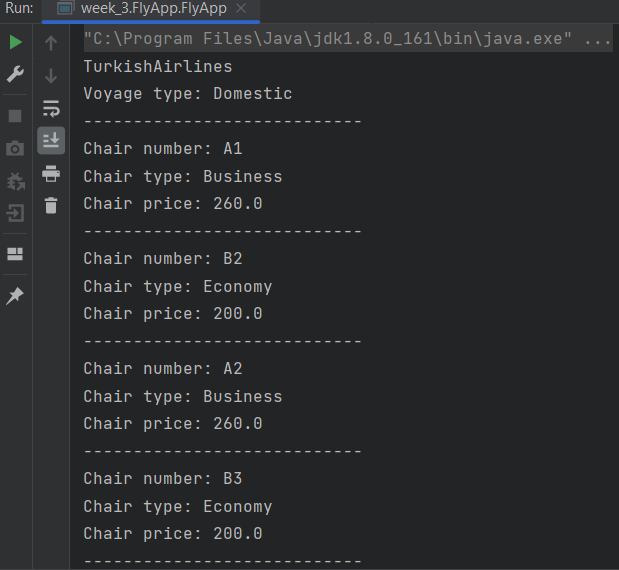 Run: week_3.FlyApp.FlyApp ×
"C:\Program Files\Java\jdk1.8.0_161\bin\java.exe" ...
TurkishAirlines
Voyage type: Domestic
----------------------------
Chair number: A1
Chair type: Business
Chair price: 260.0
----------------------------
Chair number: B2
Chair type: Economy
Chair price: 200.0
----------------------------
Chair number: A2
Chair type: Business
Chair price: 260.0
----------------------------
Chair number: B3
Chair type: Economy
Chair price: 200.0
----------------------------